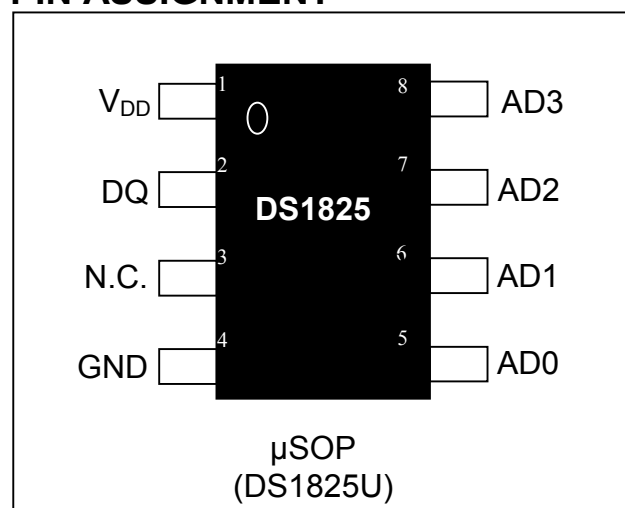 PIN ASSIGNMENT
V_DD 1 8 AD3
DQ 2 7 AD2
DS1825
N.C. 3 6 AD1
GND 4 5 AD0
µSOP
(DS1825U)